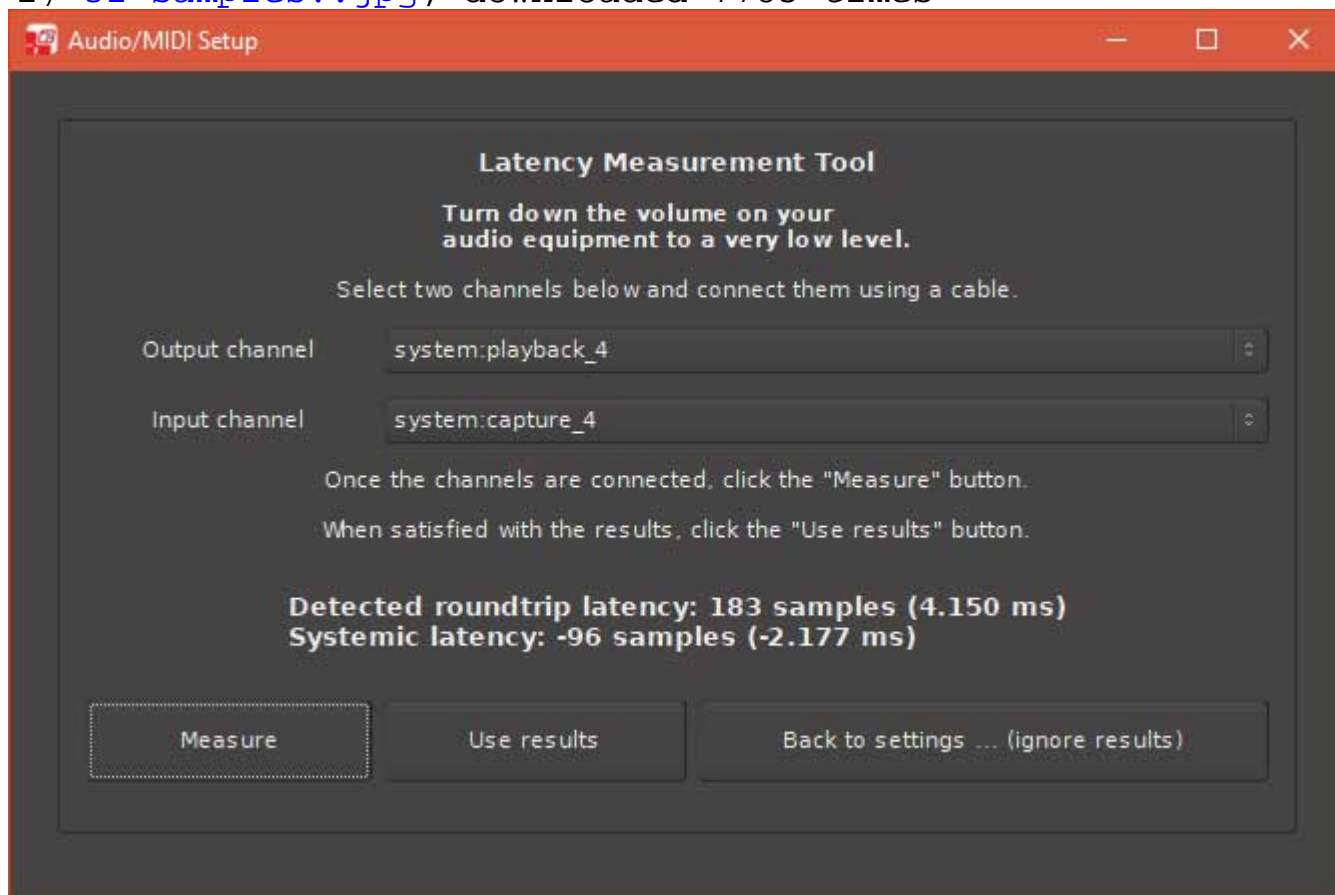 Audio/MIDI Setup
Latency Measurement Tool
Turn down the volume on your
audio equipment to a very low level.
Select two channels below and connect them using a cable.
Output channel system:playback_4
Input channel system:capture_4
Once the channels are connected, click the "Measure" button.
When satisfied with the results, click the "Use results" button.
Detected roundtrip latency: 183 samples (4.150 ms)
Systemic latency: -96 samples (-2.177 ms)
Measure Use results Back to settings ... (ignore results)